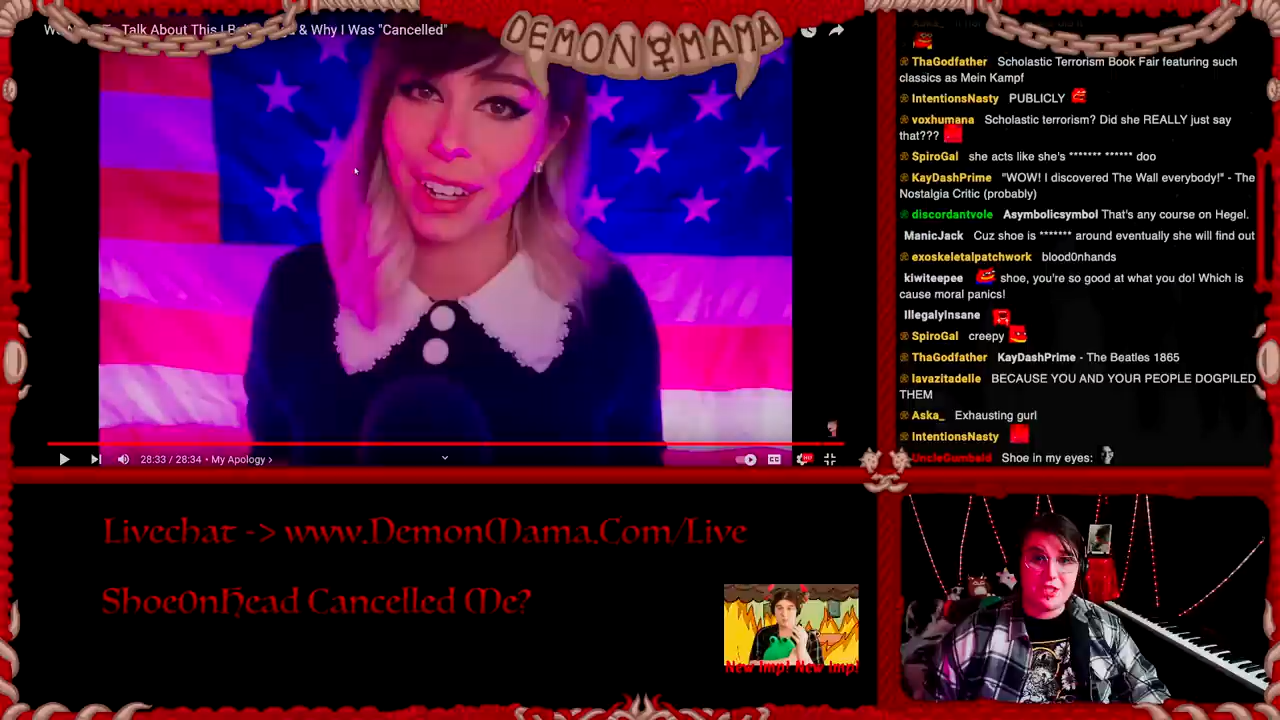 Talk About This
& Why I Was "Cancelled"
DEMON MAMA
ThaGodfather Scholastic Terrorism Book Fair featuring such
classics as Mein Kampf
IntentionsNasty PUBLICLY
voxhumana Scholastic terrorism? Did she REALLY just say
that???
SpiroGal she acts like she's ******* ****** doo
KayDashPrime "WOW! I discovered The Wall everybody!" - The
Nostalgia Critic (probably)
discordantvole Asymbolicsymbol That's any course on Hegel.
ManicJack Cuz shoe is ******* around eventually she will find out
exoskeletalpatchwork blood0nhands
kiwiteepee shoe, you're so good at what you do! Which is
cause moral panics!
IllegalyInsane
SpiroGal creepy
ThaGodfather KayDashPrime - The Beatles 1865
lavazitadelle BECAUSE YOU AND YOUR PEOPLE DOGPILED
THEM
Aska_ Exhausting gurl
IntentionsNasty
UncleGumbald Shoe in my eyes:
28:33 / 28:34 • My Apology >
CC
Livechat -> www.DemonMama.Com/Live
Shoe0nHead Cancelled Me?
New Imp! New Imp!